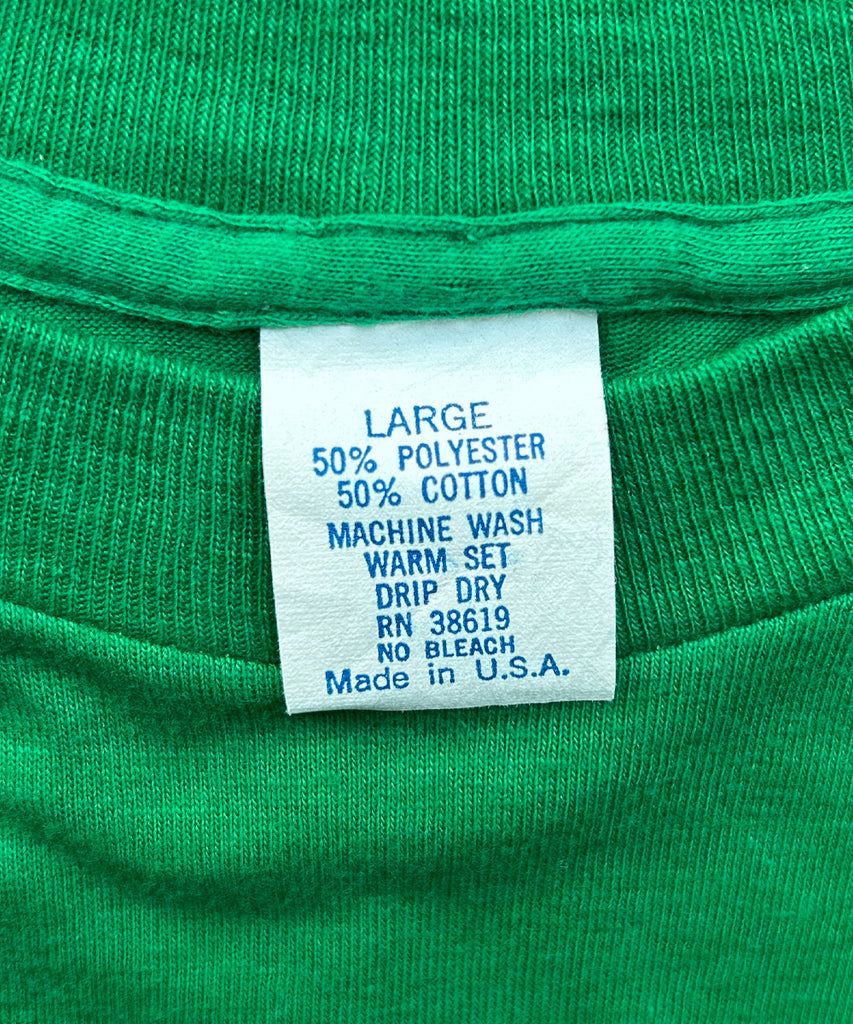 LARGE
50% POLYESTER
50% COTTON
MACHINE WASH
WARM SET
DRIP DRY
RN 38619
NO BLEACH
Made in U.S.A.